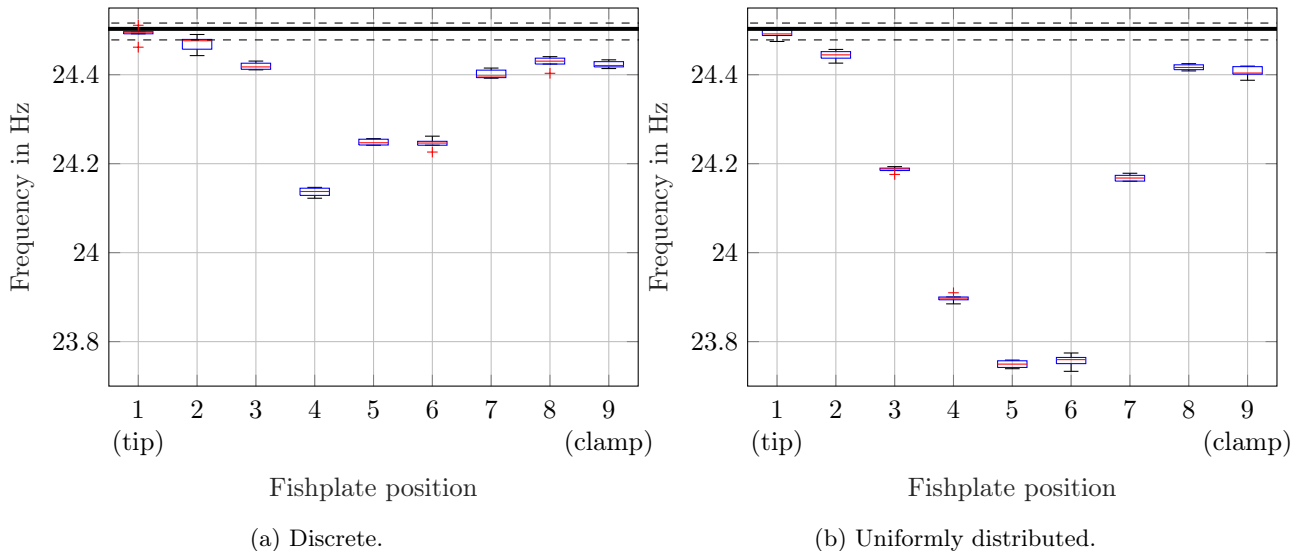 Frequency in Hz
24.4
24.2
24
23.8
1 2 3 4 5 6 7 8 9
(tip) (clamp)
Fishplate position
(a) Discrete.
Frequency in Hz
24.4
24.2
24
23.8
1 2 3 4 5 6 7 8 9
(tip) (clamp)
Fishplate position
(b) Uniformly distributed.